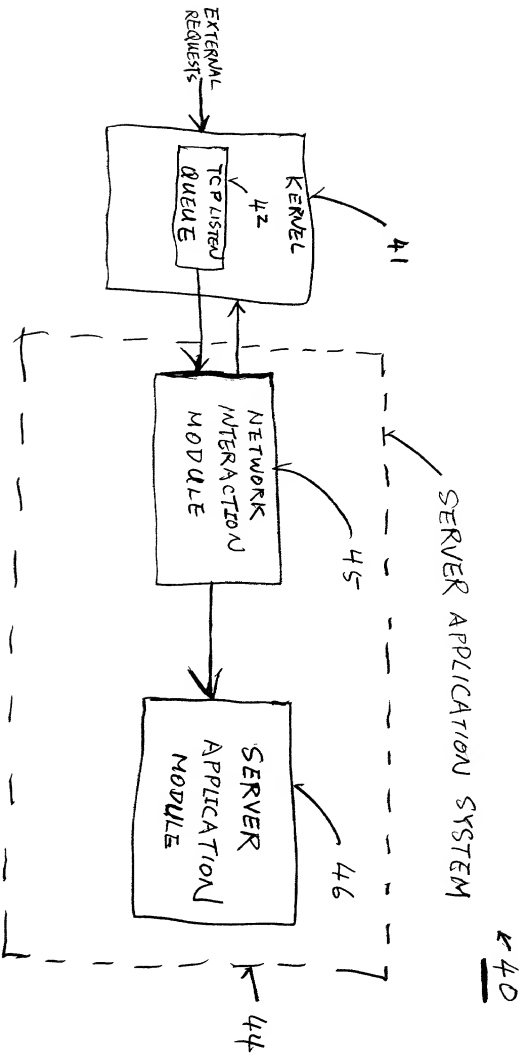 EXTERNAL
REQUESTS
KERNEL
41
42
TCP LISTEN
QUEUE
NETWORK
INTERACTION
MODULE
45
SERVER
APPLICATION
MODULE
46
SERVER APPLICATION SYSTEM
44
40